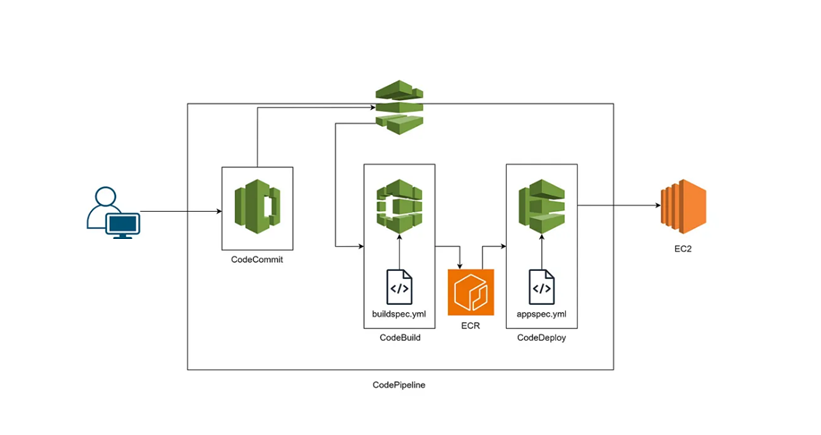 CodeCommit
buildspec.yml
CodeBuild
ECR
appspec.yml
CodeDeploy
EC2
CodePipeline